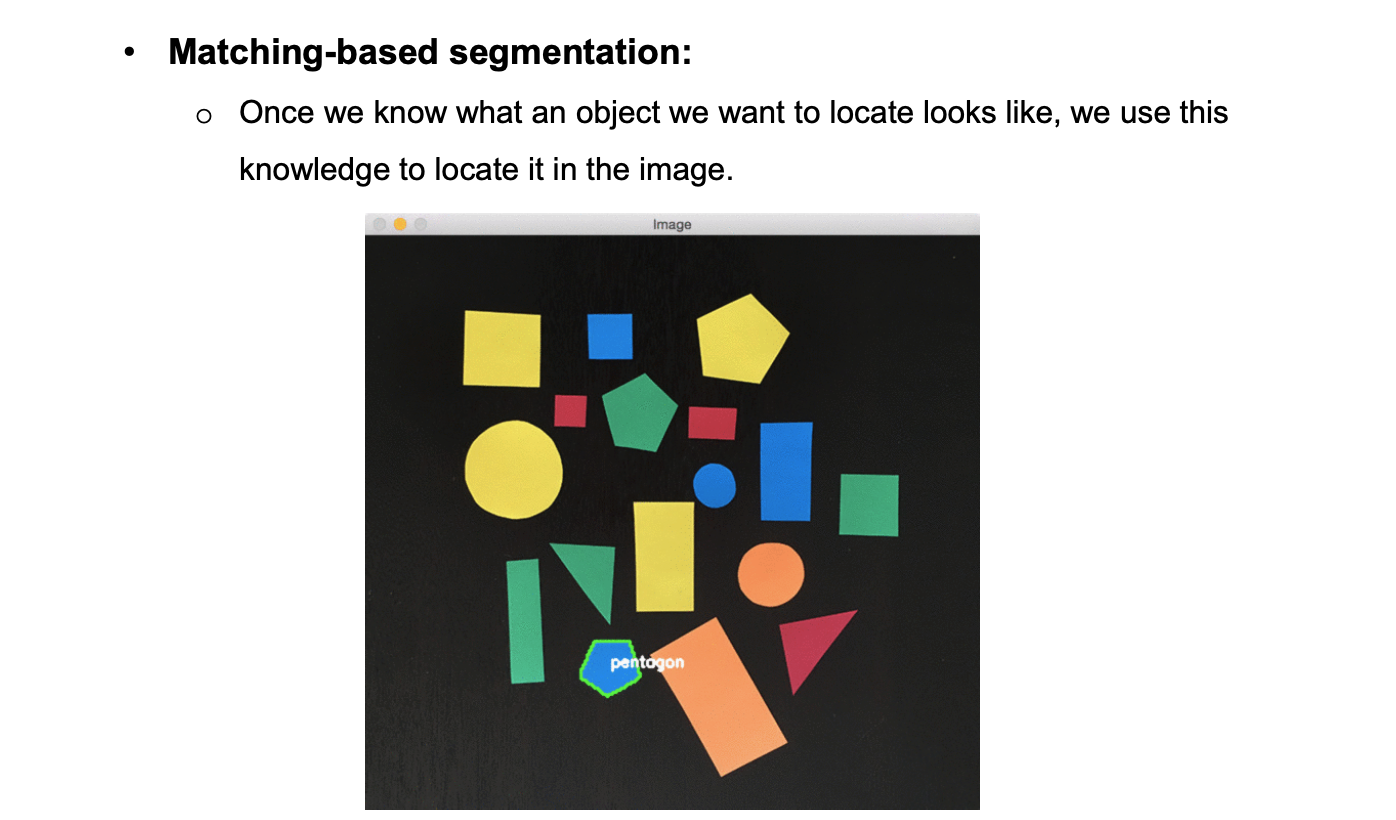 • Matching-based segmentation:
o Once we know what an object we want to locate looks like, we use this
knowledge to locate it in the image.
Image
pentagon